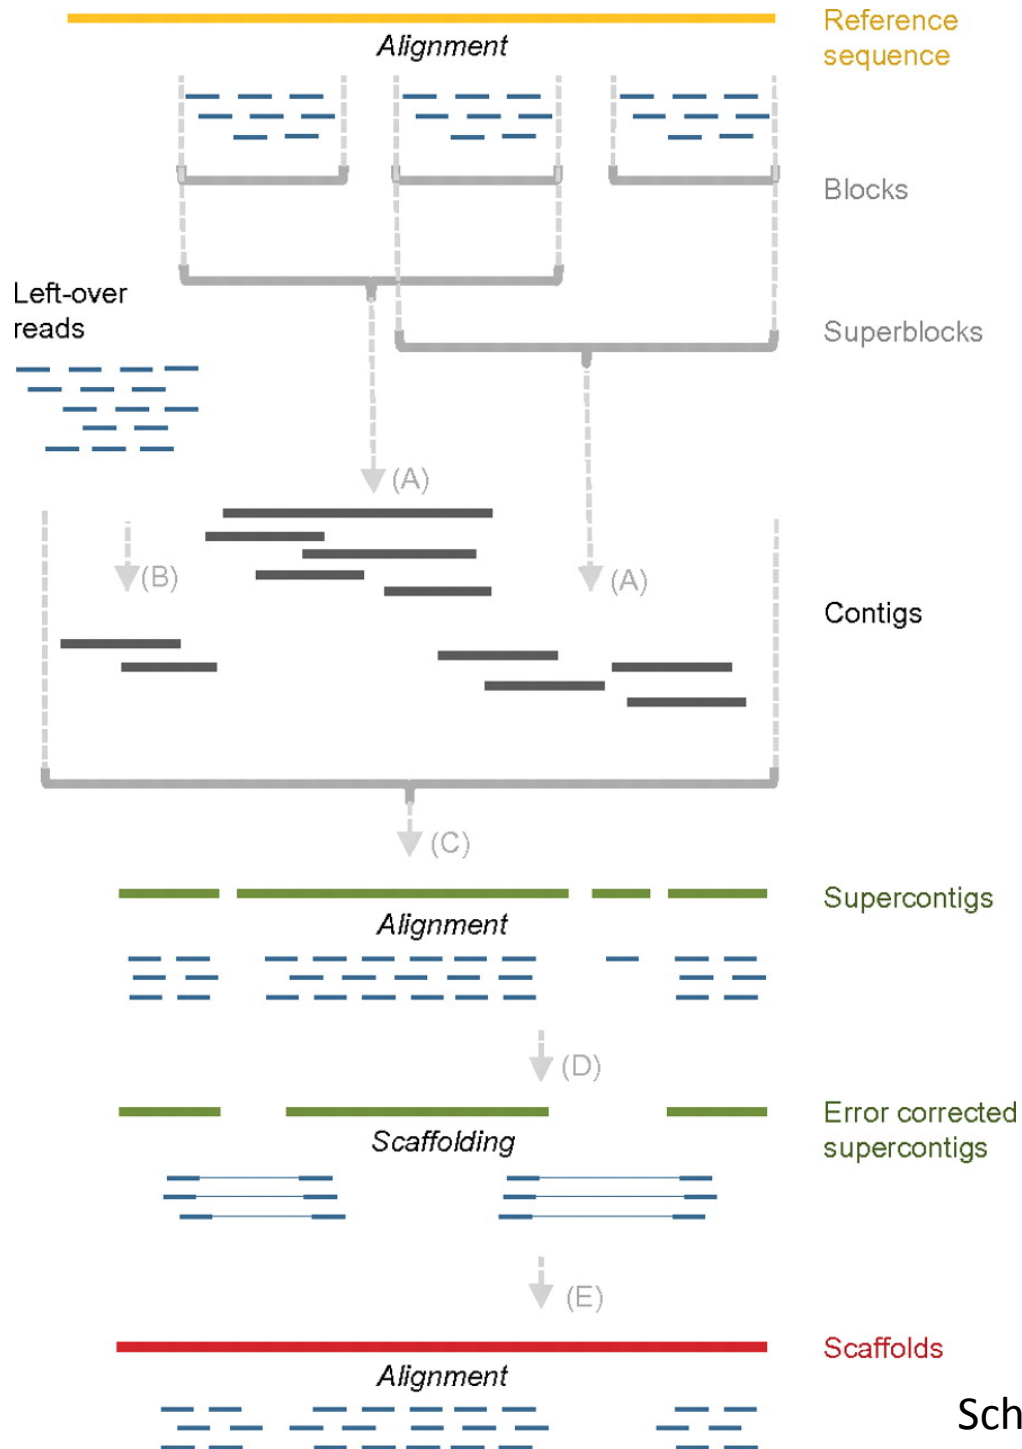 Reference
sequence
Alignment
Blocks
Left-over
reads
Superblocks
(A)
(B)
(A)
Contigs
(C)
Supercontigs
Alignment
(D)
Error corrected
supercontigs
Scaffolding
(E)
Scaffolds
Alignment
Sch